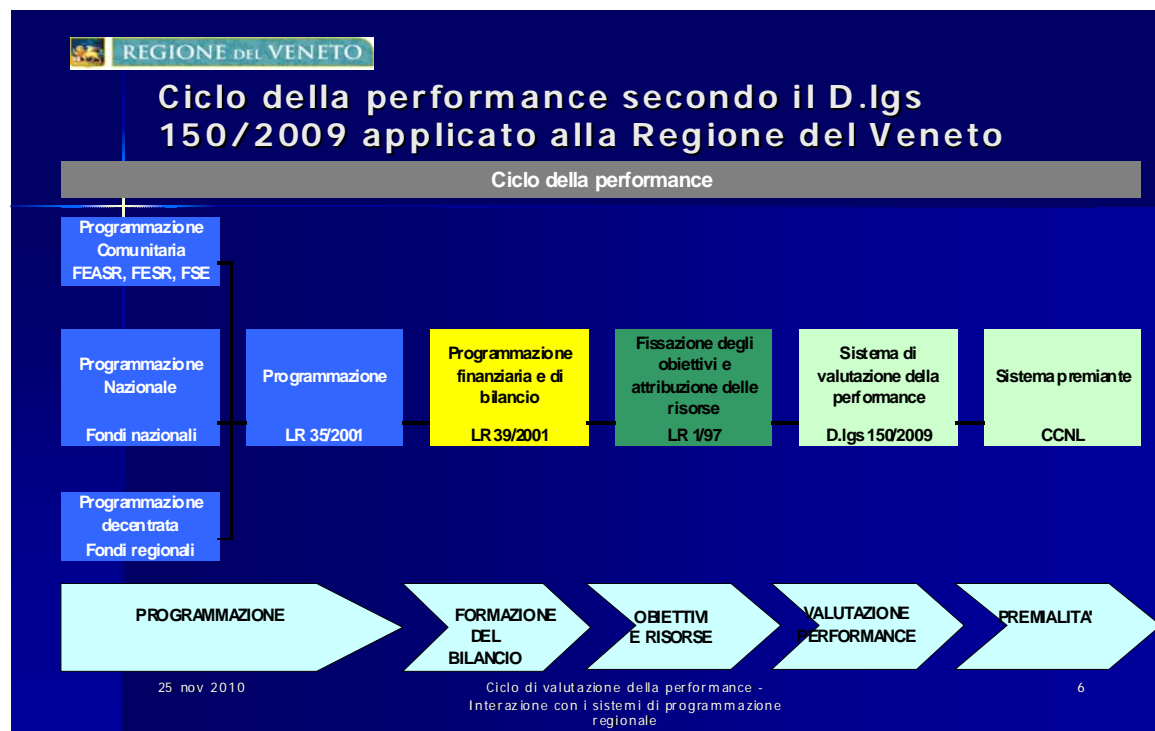 REGIONE DEL VENETO
Ciclo della performance secondo il D.lgs
150/2009 applicato alla Regione del Veneto
Ciclo della performance
Programmazione
Comunitaria
FEASR, FESR, FSE
Programmazione
Nazionale
Fondi nazionali
Programmazione
decentrata
Fondi regionali
Programmazione
LR 35/2001
Programmazione
finanziaria e di
bilancio
LR 39/2001
Fissazione degli
obiettivi e
attribuzione delle
risorse
LR 1/97
Sistema di
valutazione della
performance
D.lgs 150/2009
Sistema premiante
CCNL
PROGRAMMAZIONE
FORMAZIONE
DEL
BILANCIO
OBIETTIVI
E RISORSE
VALUTAZIONE
PERFORMANCE
PREMIALITA'
25 nov 2010
Ciclo di valutazione della performance -
Interazione con i sistemi di programmazione
regionale
6